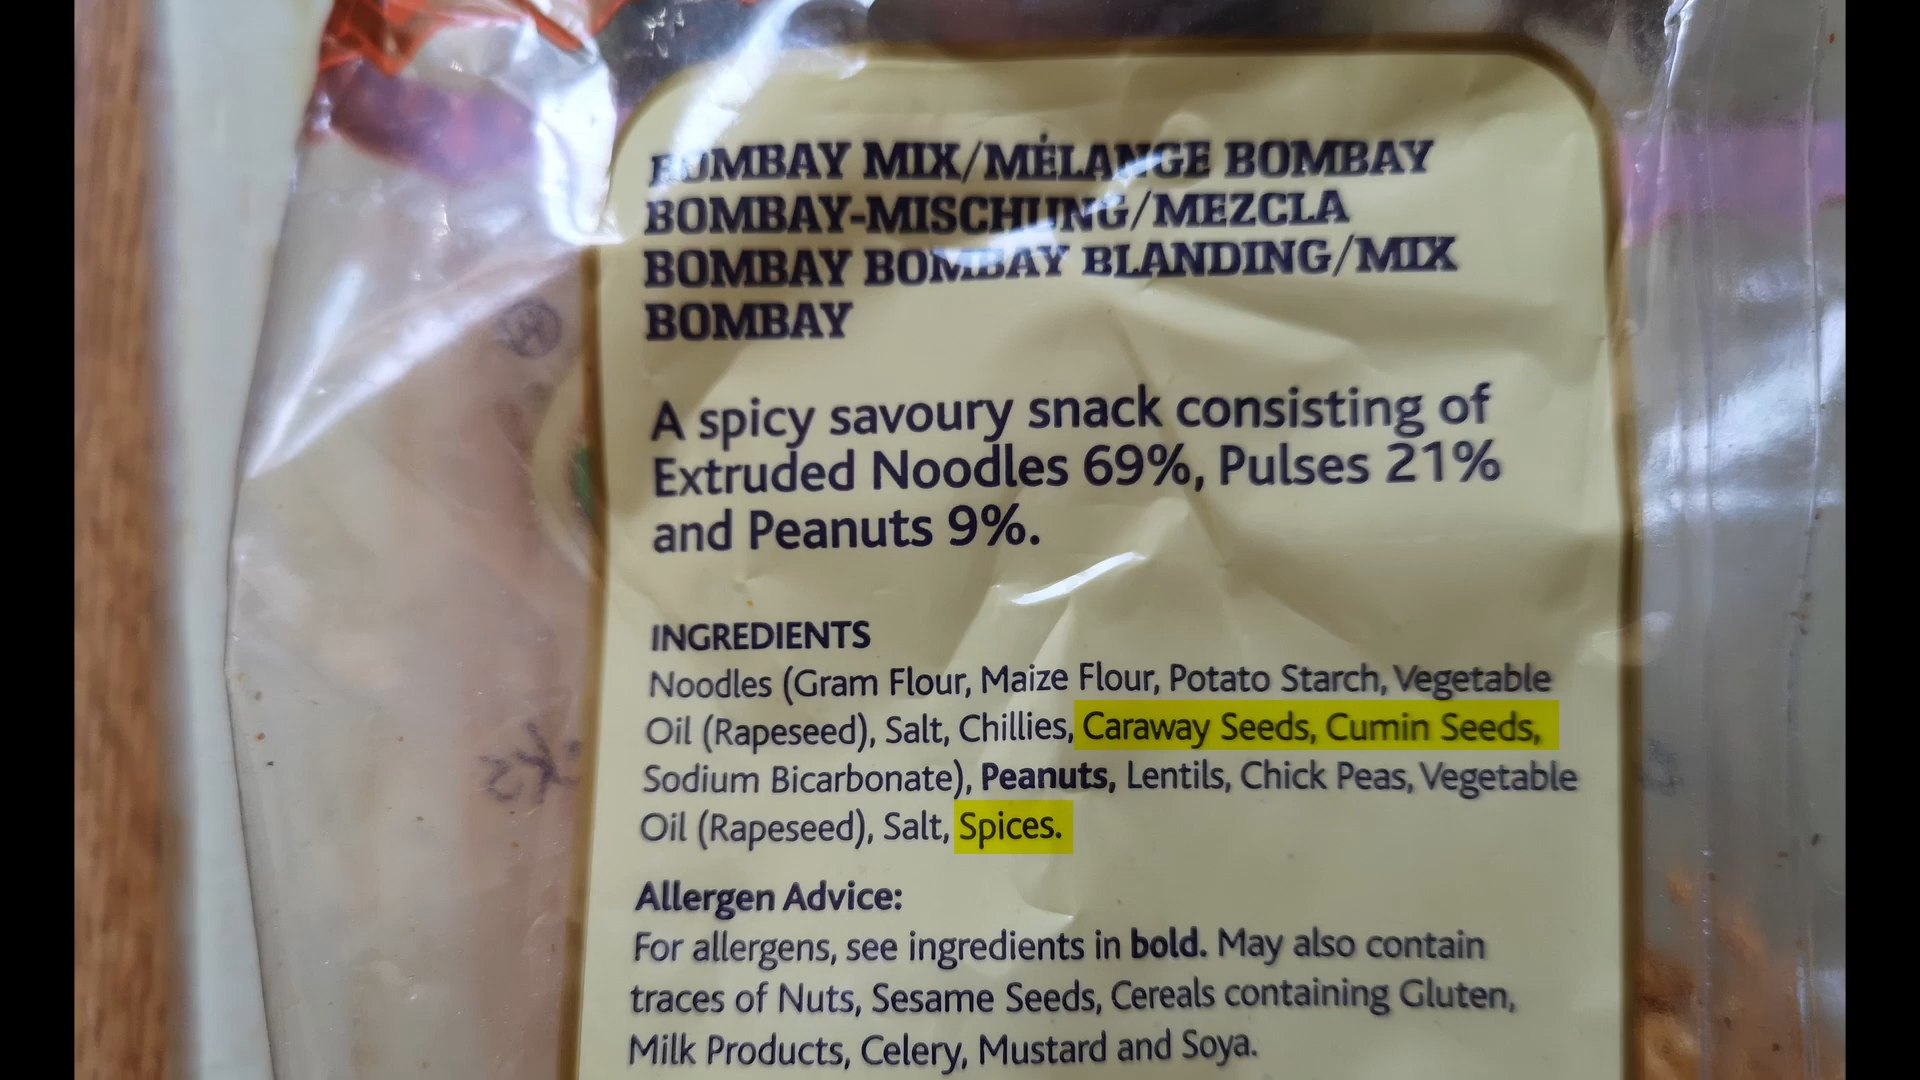 BOMBAY MIX/MÉLANGE BOMBAY
BOMBAY-MISCHUNG/MEZCLA
BOMBAY BOMBAY BLANDING/MIX
BOMBAY
A spicy savoury snack consisting of
Extruded Noodles 69%, Pulses 21%
and Peanuts 9%.
INGREDIENTS
Noodles (Gram Flour, Maize Flour, Potato Starch, Vegetable
Oil (Rapeseed), Salt, Chillies, Caraway Seeds, Cumin Seeds,
Sodium Bicarbonate), Peanuts, Lentils, Chick Peas, Vegetable
Oil (Rapeseed), Salt, Spices.
Allergen Advice:
For allergens, see ingredients in bold. May also contain
traces of Nuts, Sesame Seeds, Cereals containing Gluten,
Milk Products, Celery, Mustard and Soya.